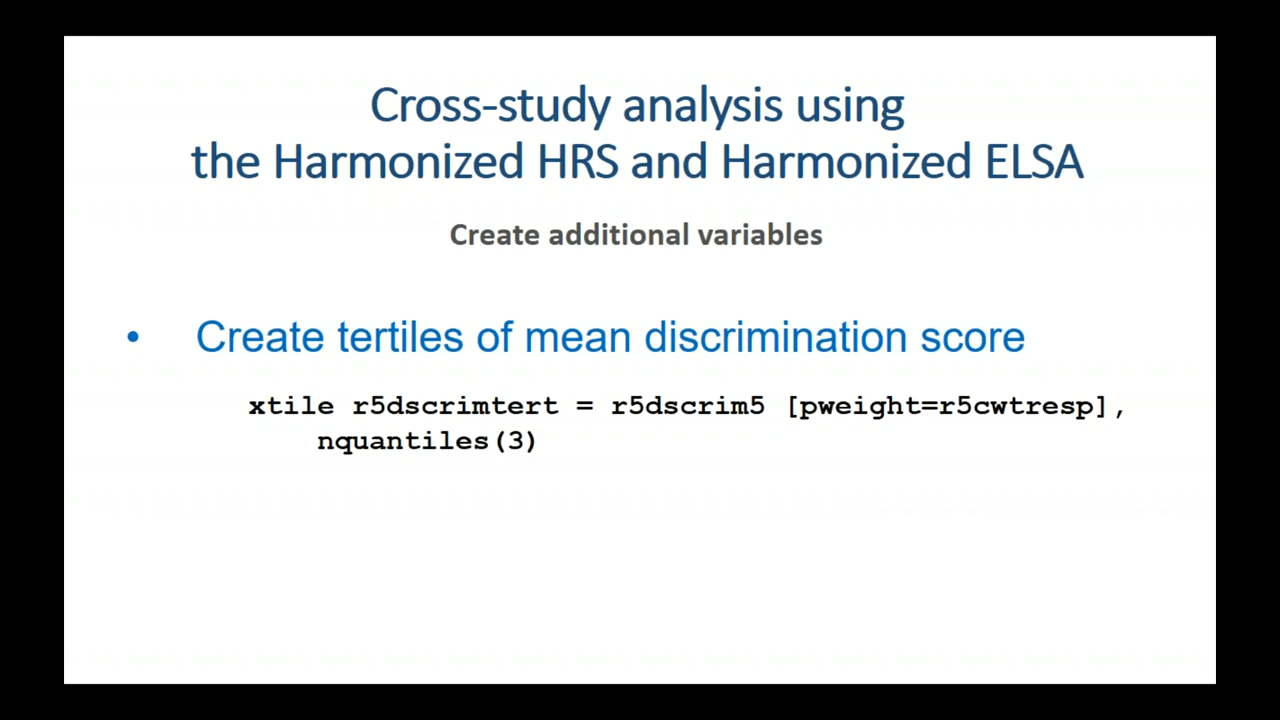 Cross-study analysis using
the Harmonized HRS and Harmonized ELSA
Create additional variables
• Create tertiles of mean discrimination score
xtile r5dscrimtert = r5dscrim5 [pweight=r5cwtresp],
nquantiles(3)